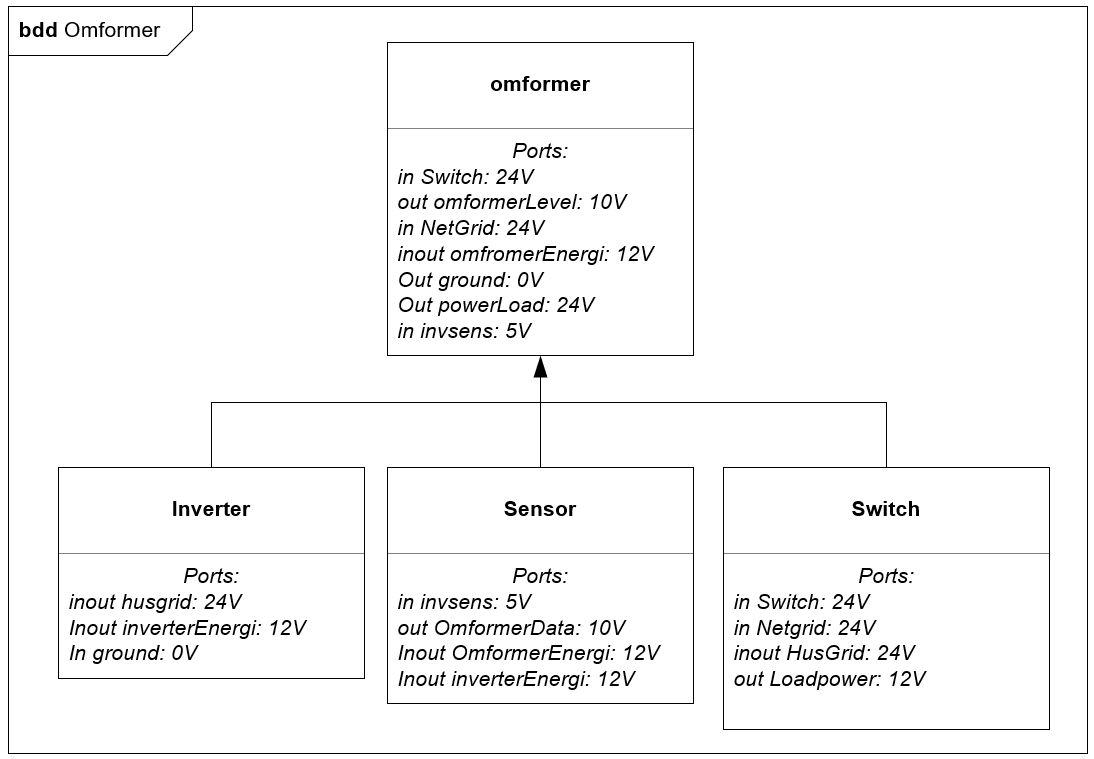 bdd Omformer
omformer
Ports:
in Switch: 24V
out omformerLevel: 10V
in NetGrid: 24V
inout omfromerEnergi: 12V
Out ground: 0V
Out powerLoad: 24V
in invsens: 5V
Inverter
Ports:
inout husgrid: 24V
Inout inverterEnergi: 12V
In ground: 0V
Sensor
Ports:
in invsens: 5V
out OmformerData: 10V
Inout OmformerEnergi: 12V
Inout inverterEnergi: 12V
Switch
Ports:
in Switch: 24V
in Netgrid: 24V
inout HusGrid: 24V
out Loadpower: 12V